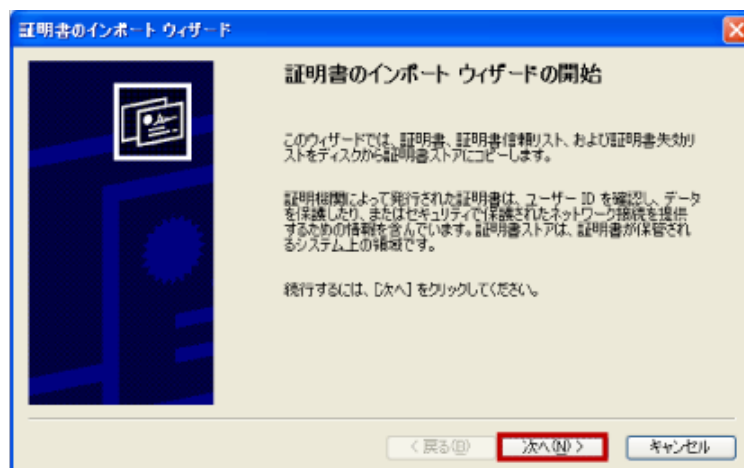 証明書のインポート ウィザード
証明書のインポート ウィザードの開始
このウィザードでは、証明書、証明書信頼リスト、および証明書失効リ
ストをディスクから証明書ストアにコピーします。
証明機関によって発行された証明書は、ユーザー ID を確認し、データ
を保護したり、またはセキュリティで保護されたネットワーク接続を提供
するための情報を含んでいます。証明書ストアは、証明書が保管され
るシステム上の領域です。
続行するには、[次へ] をクリックしてください。
< 戻る(B)
次へ(N) >
キャンセル